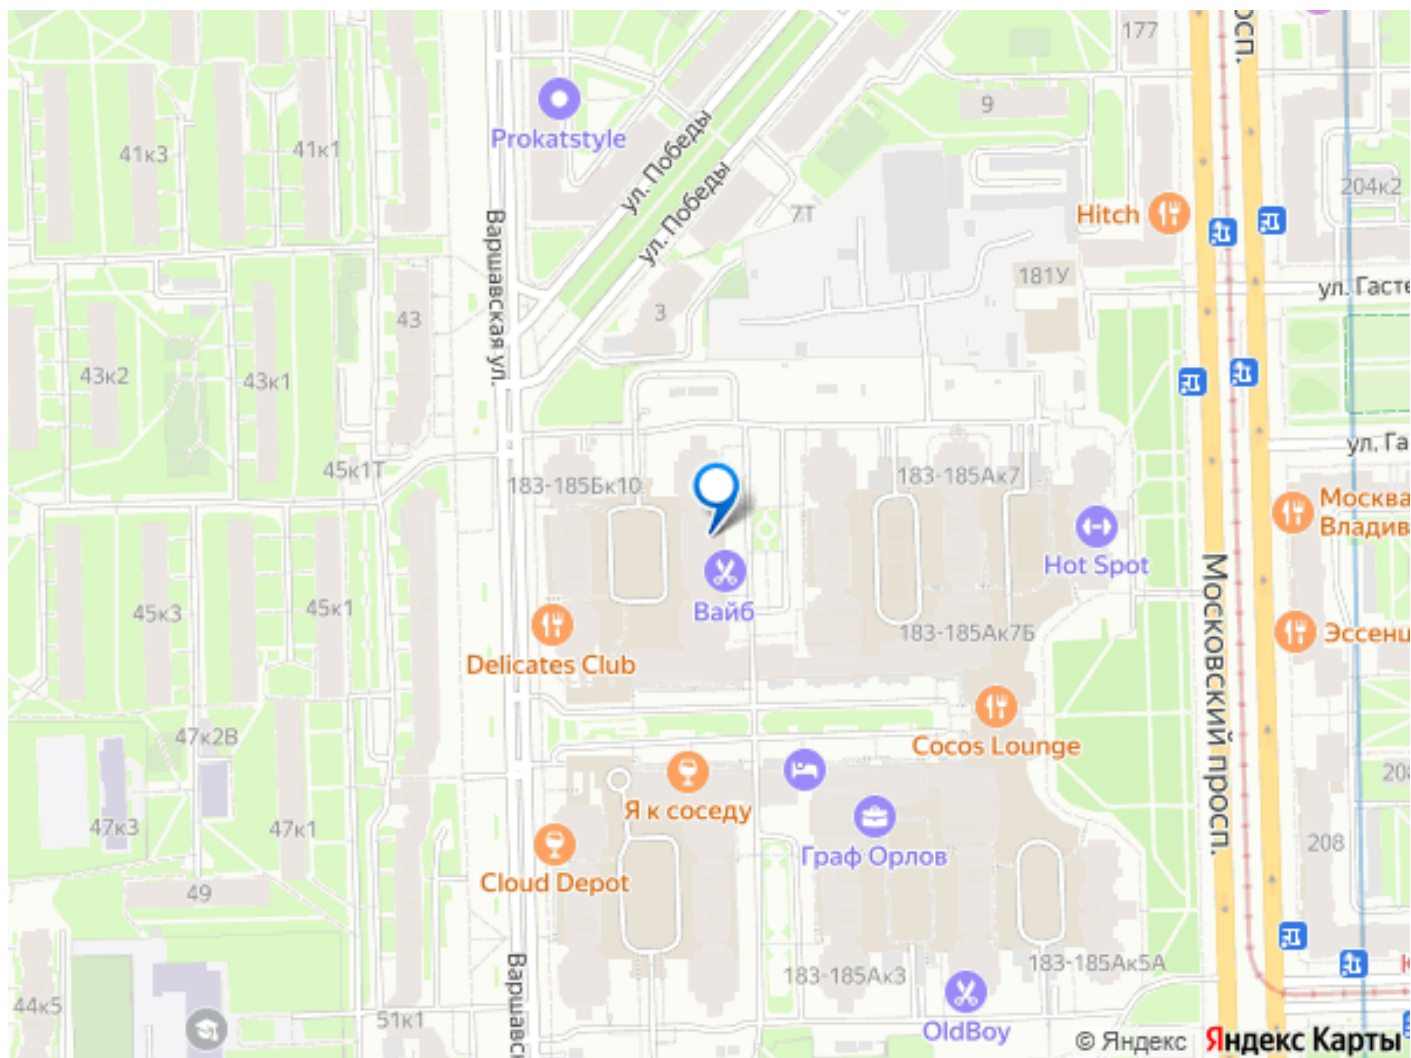 177
росп.
9
Prokatstyle
41к3
41к1
ул. Победы
ул. Победы
204к2
7Т
Hitch
Варшавская ул.
181У
ул. Гасте
3
43
43к2
43к1
ул. Га
45к1Т
183-185Бк10
183-185Ак7
Москва
Владив
Hot Spot
Вайб
45к3
45к1
183-185Ак7Б
Эссенц
Delicates Club
Московский просп.
47к2В
Cocos Lounge
20
Я к соседу
47к3
47к1
208
Граф Орлов
Cloud Depot
49
Варшавск
183-185Ак3
183-185Ак5А
44к5
51к1
OldBoy
© Яндекс Яндекс Карты